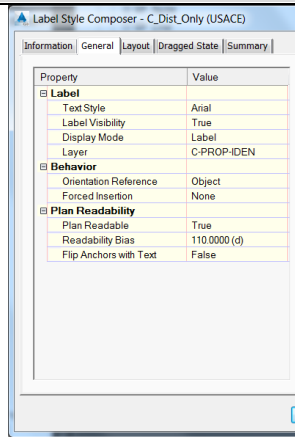 Label Style Composer - C_Dist_Only (USACE)
Information General Layout Dragged State Summary
Property Value
Label
Text Style Arial
Label Visibility True
Display Mode Label
Layer C-PROP-IDEN
Behavior
Orientation Reference Object
Forced Insertion None
Plan Readability
Plan Readable True
Readability Bias 110.0000 (d)
Flip Anchors with Text False